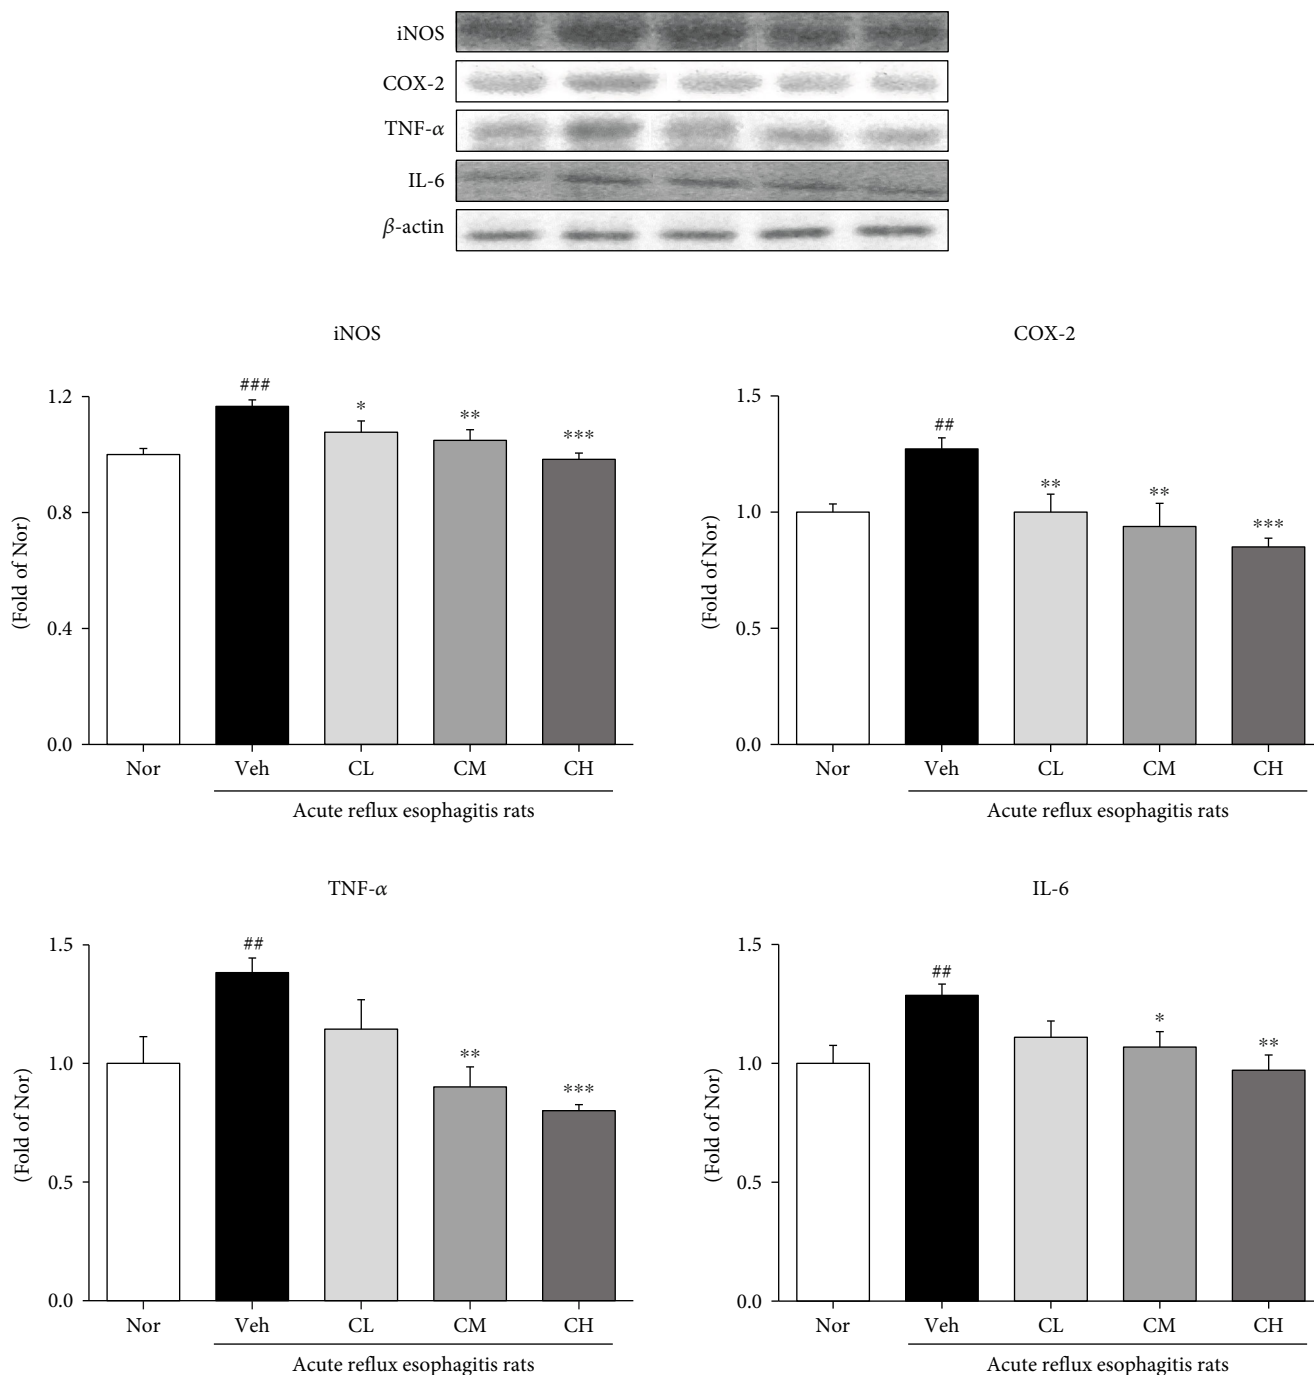 iNOS
COX-2
TNF-α
IL-6
β-actin
iNOS
(Fold of Nor)
1.2
0.8
0.4
0.0
###
*
**
***
Nor Veh CL CM CH
Acute reflux esophagitis rats
COX-2
(Fold of Nor)
1.5
1.0
0.5
0.0
##
**
**
***
Nor Veh CL CM CH
Acute reflux esophagitis rats
TNF-α
(Fold of Nor)
1.5
1.0
0.5
0.0
##
**
***
Nor Veh CL CM CH
Acute reflux esophagitis rats
IL-6
(Fold of Nor)
1.5
1.0
0.5
0.0
##
*
**
Nor Veh CL CM CH
Acute reflux esophagitis rats